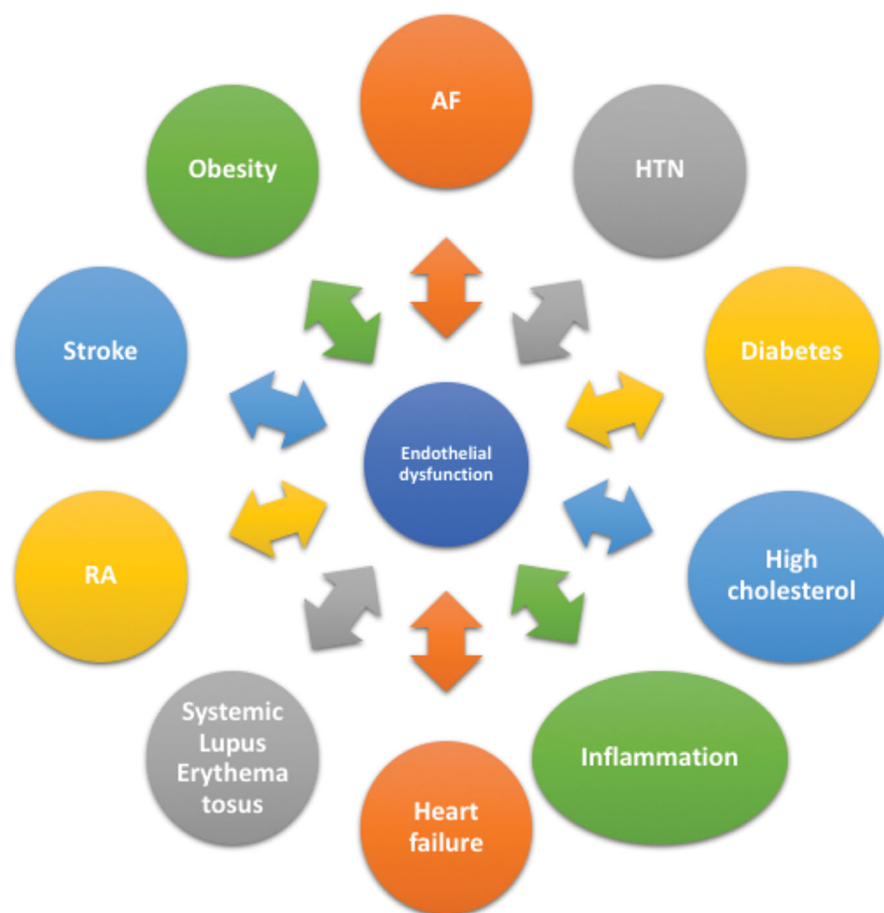 AF
HTN
Diabetes
High
cholesterol
Inflammation
Heart
failure
Systemic
Lupus
Erythema
tosus
RA
Stroke
Obesity
Endothelial
dysfunction